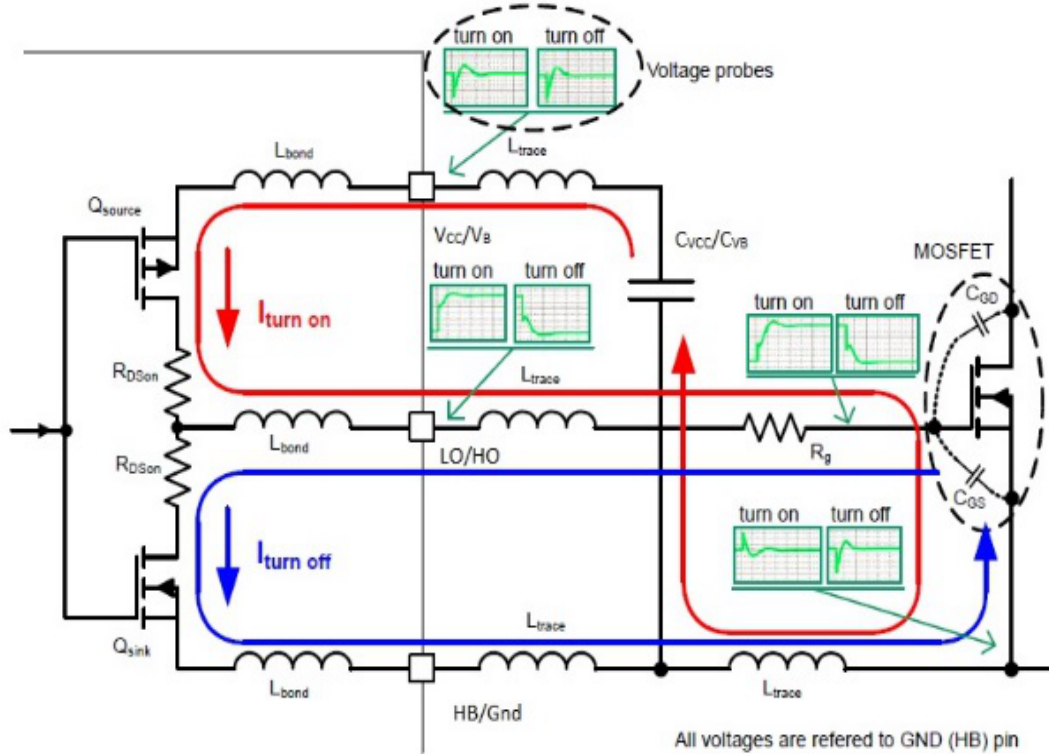 turn on turn off
Voltage probes
Lbond
Ltrace
Qsource
VCC/VB
CVCC/CVB
MOSFET
turn on turn off
turn on turn off
CGD
Iturn on
RDSon
Ltrace
Lbond
LO/HO
Rg
RDSon
CGS
turn on turn off
Iturn off
Ltrace
Qsink
Lbond
HB/Gnd
Ltrace
All voltages are refered to GND (HB) pin